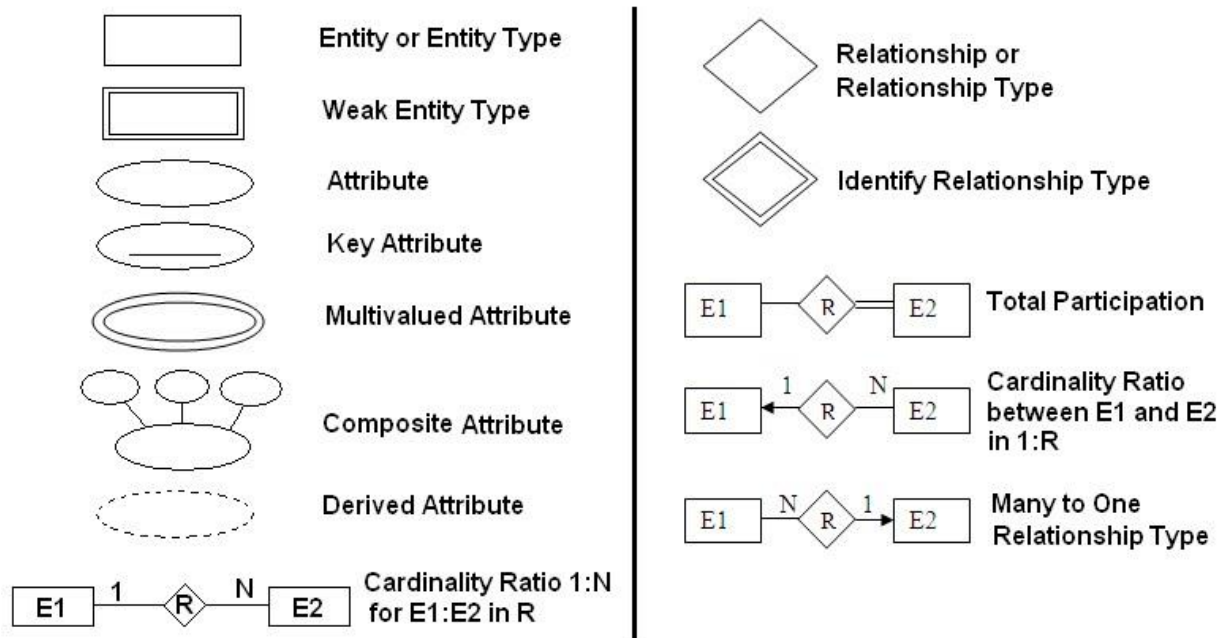 Entity or Entity Type
Weak Entity Type
Attribute
Key Attribute
Multivalued Attribute
Composite Attribute
Derived Attribute
E1 1 R N E2
Cardinality Ratio 1:N
for E1:E2 in R
Relationship or
Relationship Type
Identify Relationship Type
E1 R E2
Total Participation
E1 1 R N E2
Cardinality Ratio
between E1 and E2
in 1:R
E1 N R 1 E2
Many to One
Relationship Type